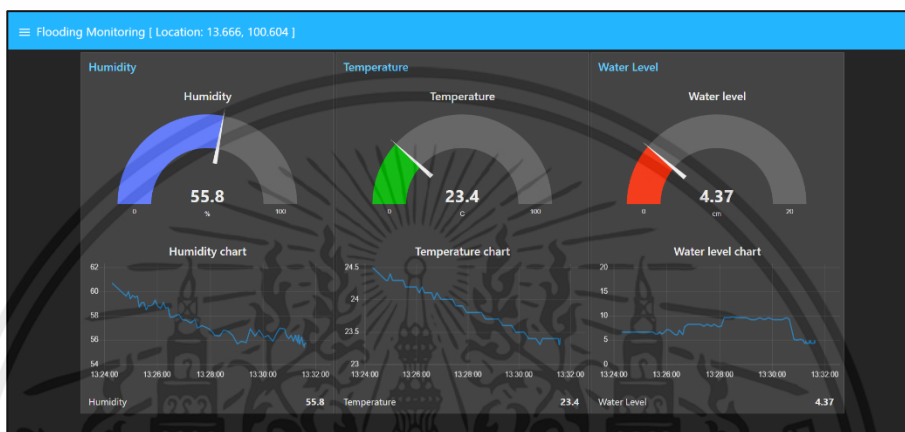 Flooding Monitoring [ Location: 13.666, 100.604 ]
Humidity
Humidity
55.8
%
0
100
Humidity chart
62
60
58
56
54
13:24:00 13:26:00 13:28:00 13:30:00 13:32:00
Humidity 55.8
Temperature
Temperature
23.4
C
0
100
Temperature chart
24.5
24
23.5
23
13:24:00 13:26:00 13:28:00 13:30:00 13:32:00
Temperature 23.4
Water Level
Water level
4.37
cm
0
20
Water level chart
20
15
10
5
0
13:24:00 13:26:00 13:28:00 13:30:00 13:32:00
Water Level 4.37